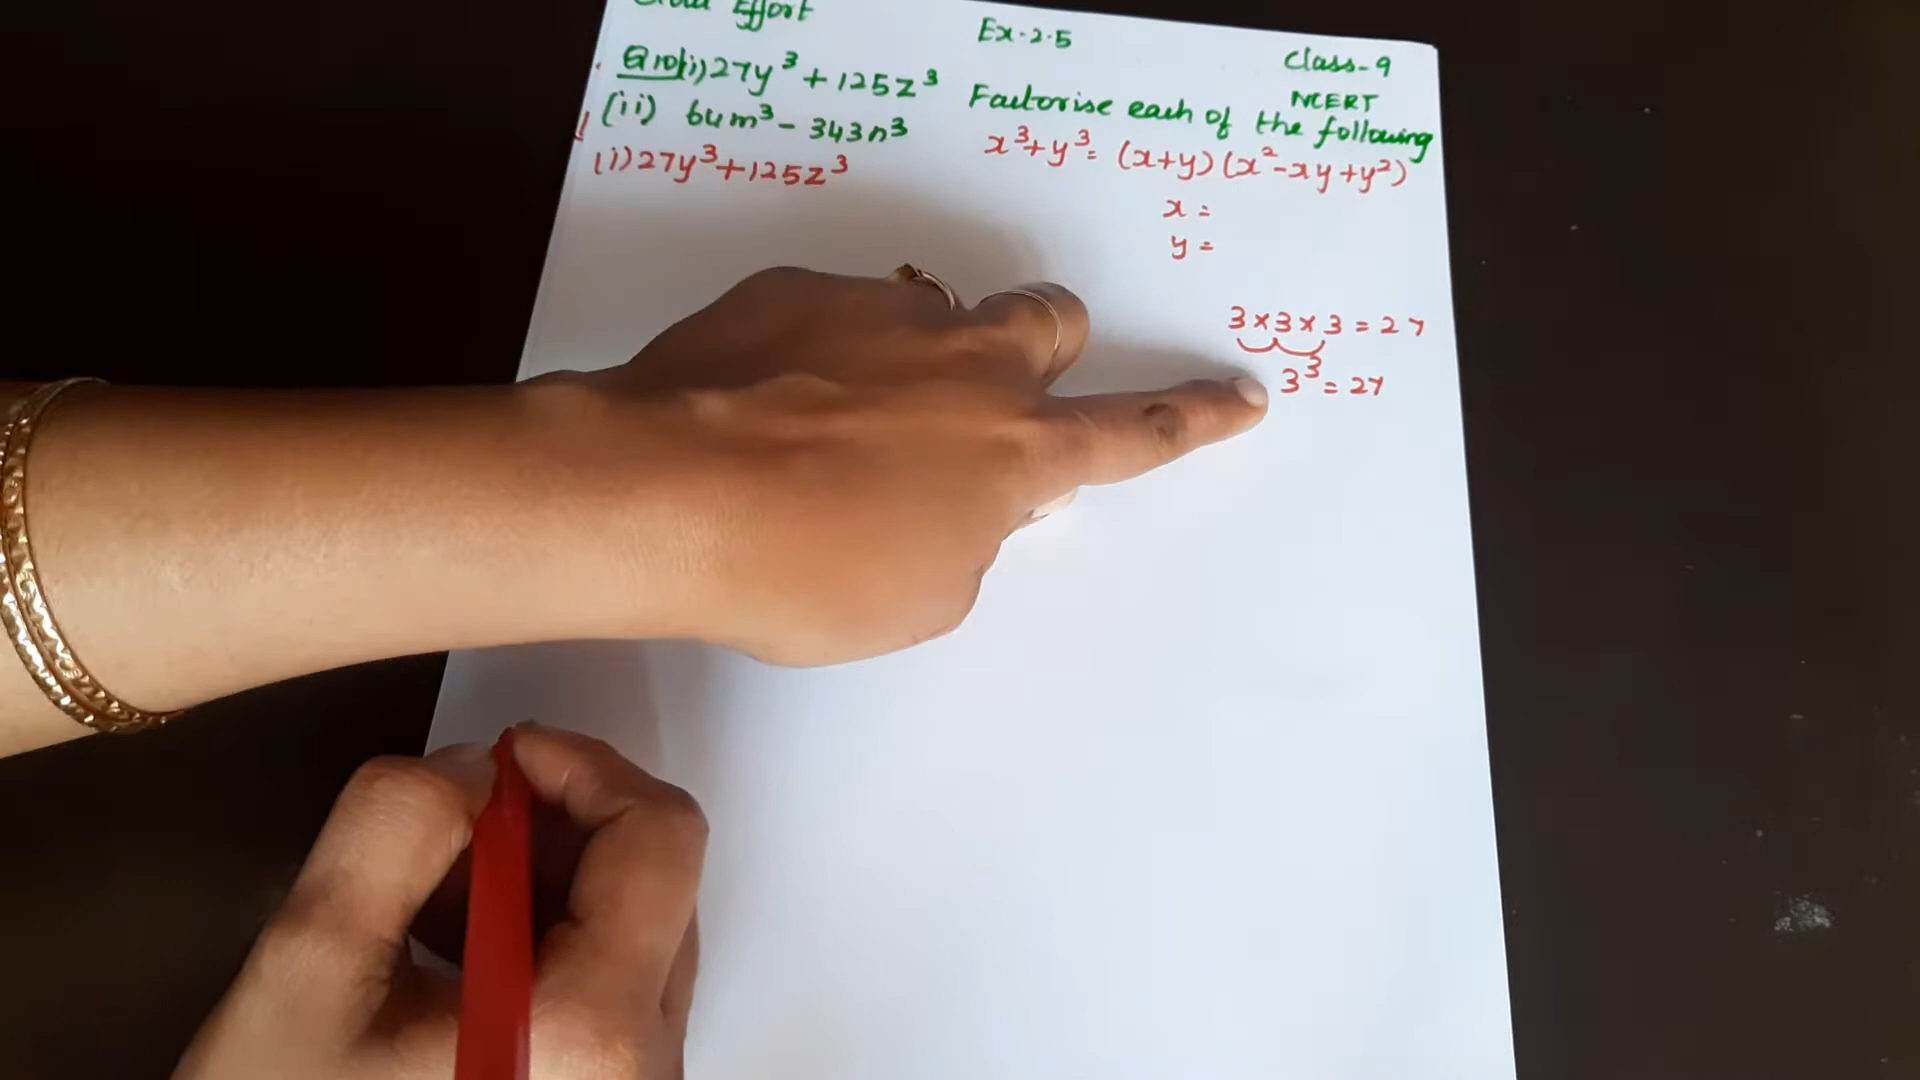 Effort
Ex-2.5
Class-9
NCERT
Q10)(i) 27y³ + 125z³
Factorise each of the following
(ii) 64m³ - 343n³
x³+y³= (x+y) (x²-xy+y²)
(i) 27y³+125z³
x =
y =
3×3×3 = 27
3³ = 27